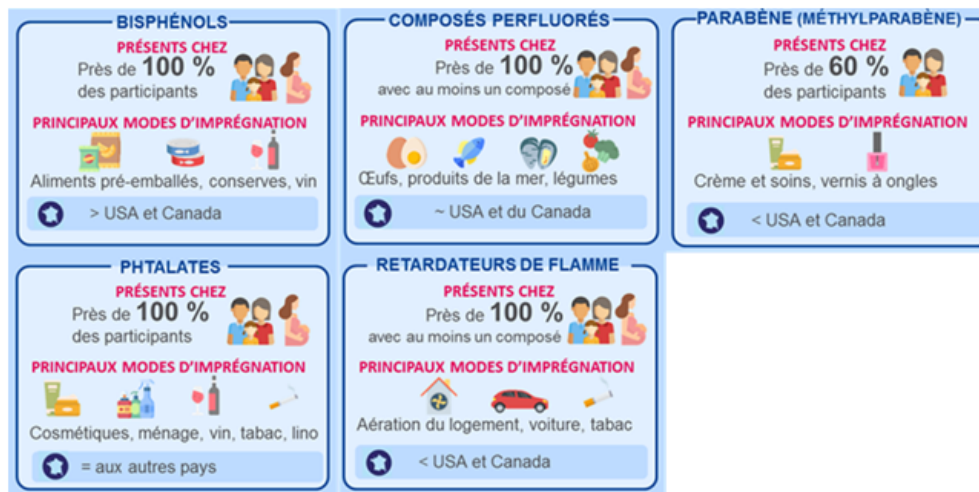 BISPHÉNOLS
PRÉSENTS CHEZ
Près de 100 %
des participants
PRINCIPAUX MODES D'IMPRÉGNATION
Aliments pré-emballés, conserves, vin
> USA et Canada
COMPOSÉS PERFLUORÉS
PRÉSENTS CHEZ
Près de 100 %
avec au moins un composé
PRINCIPAUX MODES D'IMPRÉGNATION
Œufs, produits de la mer, légumes
~ USA et du Canada
PARABÈNE (MÉTHYLPARABÈNE)
PRÉSENTS CHEZ
Près de 60 %
des participants
PRINCIPAUX MODES D'IMPRÉGNATION
Crème et soins, vernis à ongles
< USA et Canada
PHTALATES
PRÉSENTS CHEZ
Près de 100 %
des participants
PRINCIPAUX MODES D'IMPRÉGNATION
Cosmétiques, ménage, vin, tabac, lino
= aux autres pays
RETARDATEURS DE FLAMME
PRÉSENTS CHEZ
Près de 100 %
avec au moins un composé
PRINCIPAUX MODES D'IMPRÉGNATION
Aération du logement, voiture, tabac
< USA et Canada